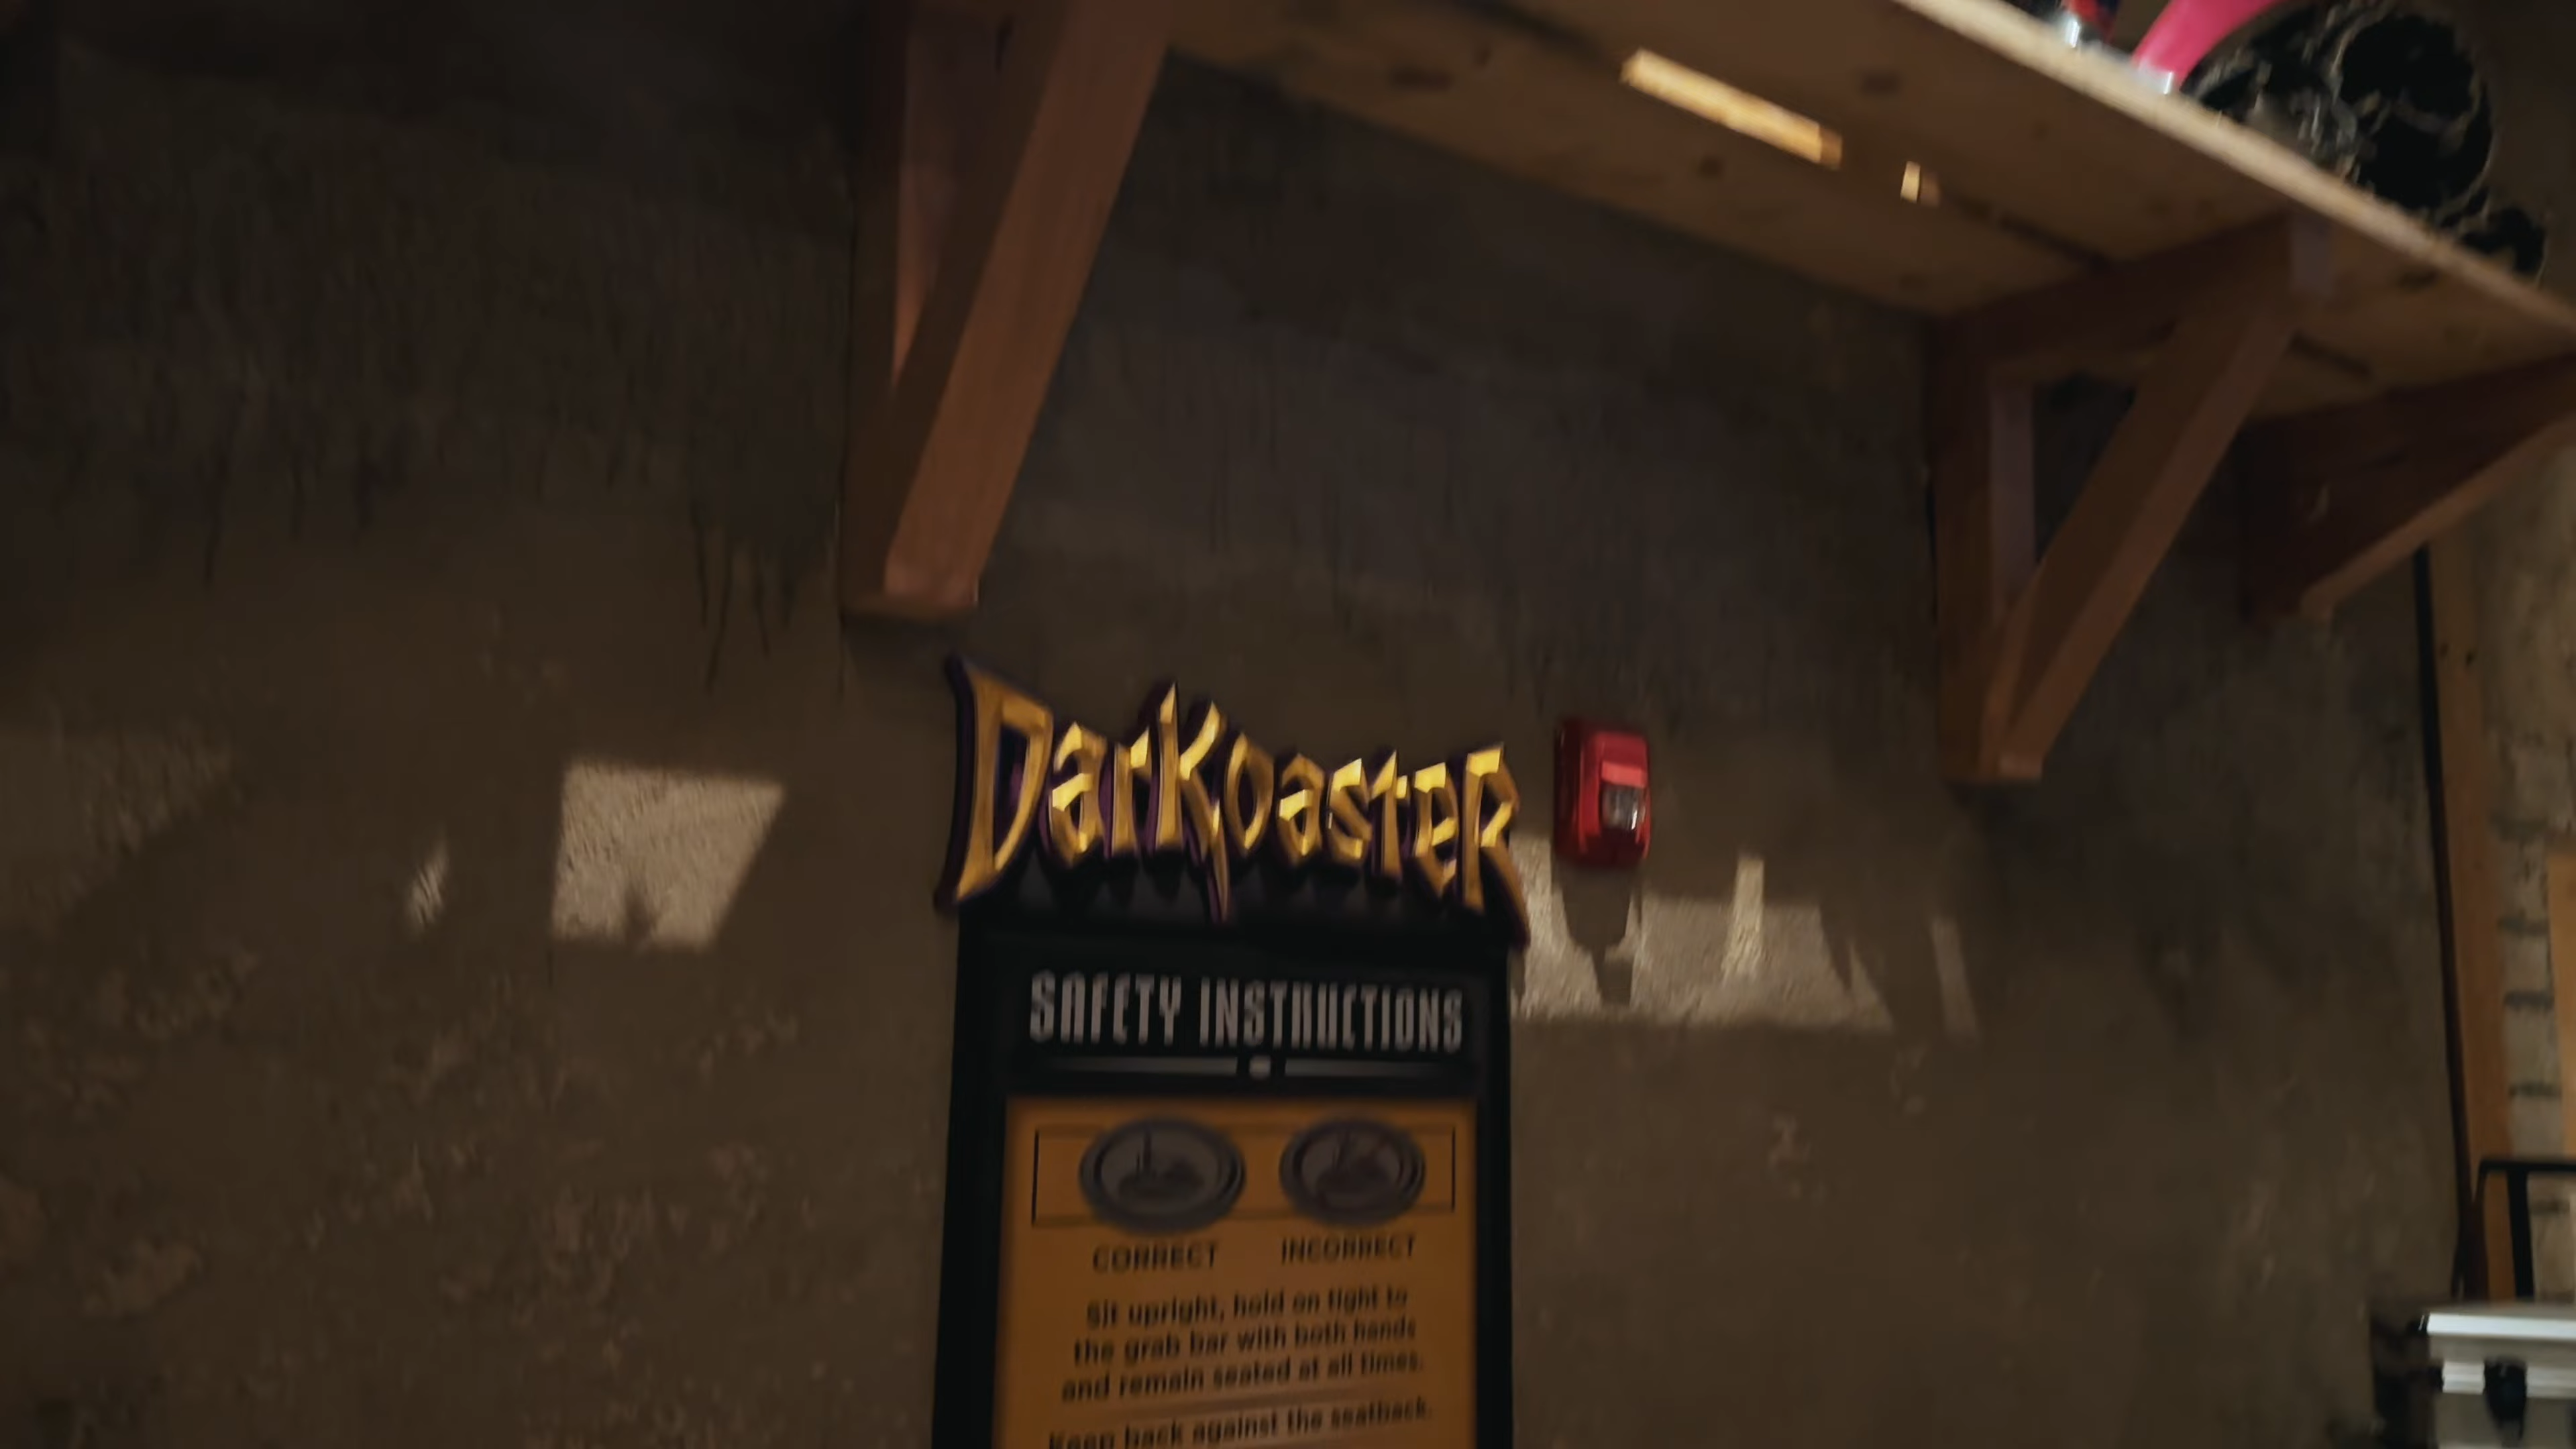 DarKoasteR
SAFETY INSTRUCTIONS
CORRECT INCORRECT
Sit upright, hold on tight to
the grab bar with both hands
and remain seated at all times.
Keep back against the seatback.